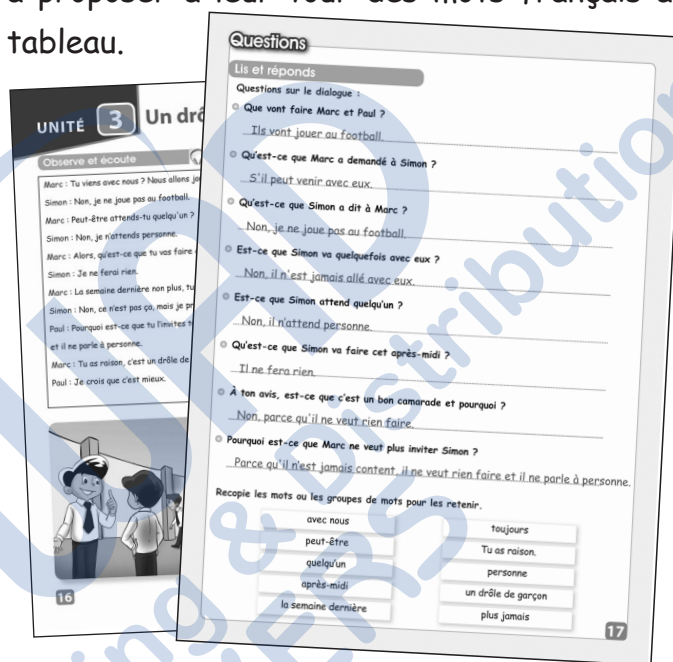 à proposer à leur tour des mots français a
tableau.
UNITÉ 3 Un drô
Observe et écoute
Marc : Tu viens avec nous ? Nous allons jo
Simon : Non, je ne joue pas au football.
Marc : Peut-être attends-tu quelqu'un ?
Simon : Non, je n'attends personne.
Marc : Alors, qu'est-ce que tu vas faire
Simon : Je ne ferai rien.
Marc : La semaine dernière non plus, tu
Simon : Non, ce n'est pas ça, mais je pr
Paul : Pourquoi est-ce que tu l'invites t
et il ne parle à personne.
Marc : Tu as raison, c'est un drôle de
Paul : Je crois que c'est mieux.
16
Questions
Lis et réponds
Questions sur le dialogue :
Que vont faire Marc et Paul ?
Ils vont jouer au football.
Qu'est-ce que Marc a demandé à Simon ?
S'il peut venir avec eux.
Qu'est-ce que Simon a dit à Marc ?
Non, je ne joue pas au football.
Est-ce que Simon va quelquefois avec eux ?
Non, il n'est jamais allé avec eux.
Est-ce que Simon attend quelqu'un ?
Non, il n'attend personne.
Qu'est-ce que Simon va faire cet après-midi ?
Il ne fera rien.
À ton avis, est-ce que c'est un bon camarade et pourquoi ?
Non, parce qu'il ne veut rien faire.
Pourquoi est-ce que Marc ne veut plus inviter Simon ?
Parce qu'il n'est jamais content, il ne veut rien faire et il ne parle à personne.
Recopie les mots ou les groupes de mots pour les retenir.
avec nous
peut-être
quelqu'un
après-midi
la semaine dernière
toujours
Tu as raison.
personne
un drôle de garçon
plus jamais
17
& Distribution